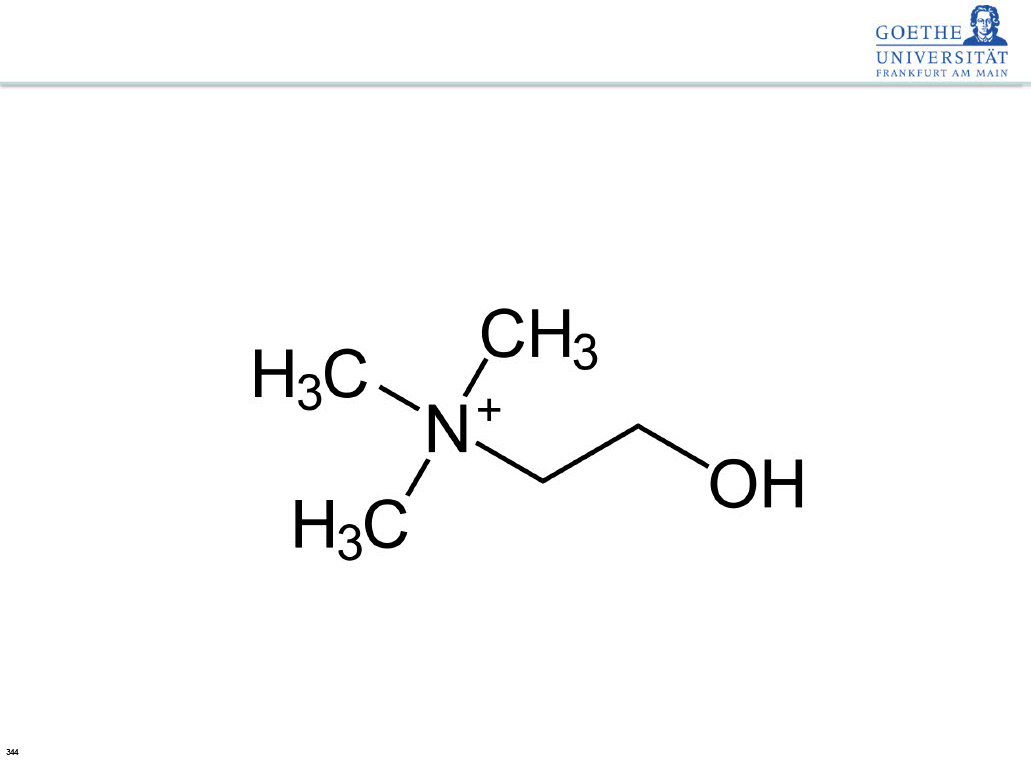 GOETHE
UNIVERSITÄT
FRANKFURT AM MAIN
CH3
H3C
N+
OH
H3C
344